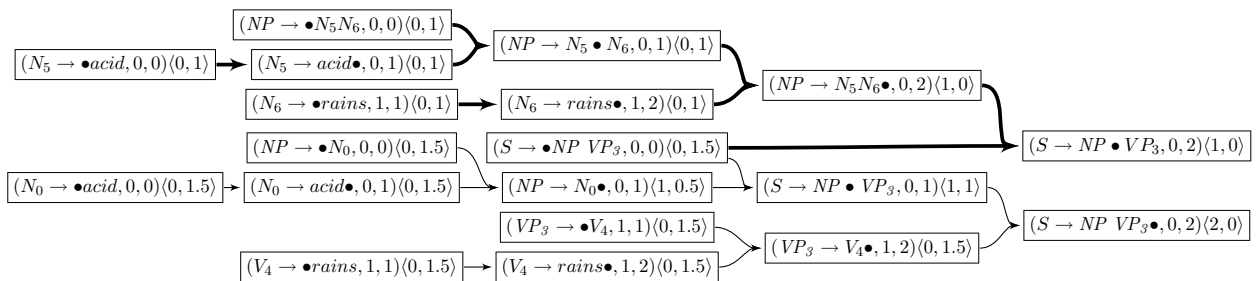 (NP → •N₅N₆, 0, 0)⟨0, 1⟩
(NP → N₅ • N₆, 0, 1)⟨0, 1⟩
(N₅ → •acid, 0, 0)⟨0, 1⟩
(N₅ → acid•, 0, 1)⟨0, 1⟩
(NP → N₅N₆•, 0, 2)⟨1, 0⟩
(N₆ → •rains, 1, 1)⟨0, 1⟩
(N₆ → rains•, 1, 2)⟨0, 1⟩
(NP → •N₀, 0, 0)⟨0, 1.5⟩
(S → •NP VP₃, 0, 0)⟨0, 1.5⟩
(S → NP • VP₃, 0, 2)⟨1, 0⟩
(N₀ → •acid, 0, 0)⟨0, 1.5⟩
(N₀ → acid•, 0, 1)⟨0, 1.5⟩
(NP → N₀•, 0, 1)⟨1, 0.5⟩
(S → NP • VP₃, 0, 1)⟨1, 1⟩
(VP₃ → •V₄, 1, 1)⟨0, 1.5⟩
(S → NP VP₃•, 0, 2)⟨2, 0⟩
(VP₃ → V₄•, 1, 2)⟨0, 1.5⟩
(V₄ → •rains, 1, 1)⟨0, 1.5⟩
(V₄ → rains•, 1, 2)⟨0, 1.5⟩